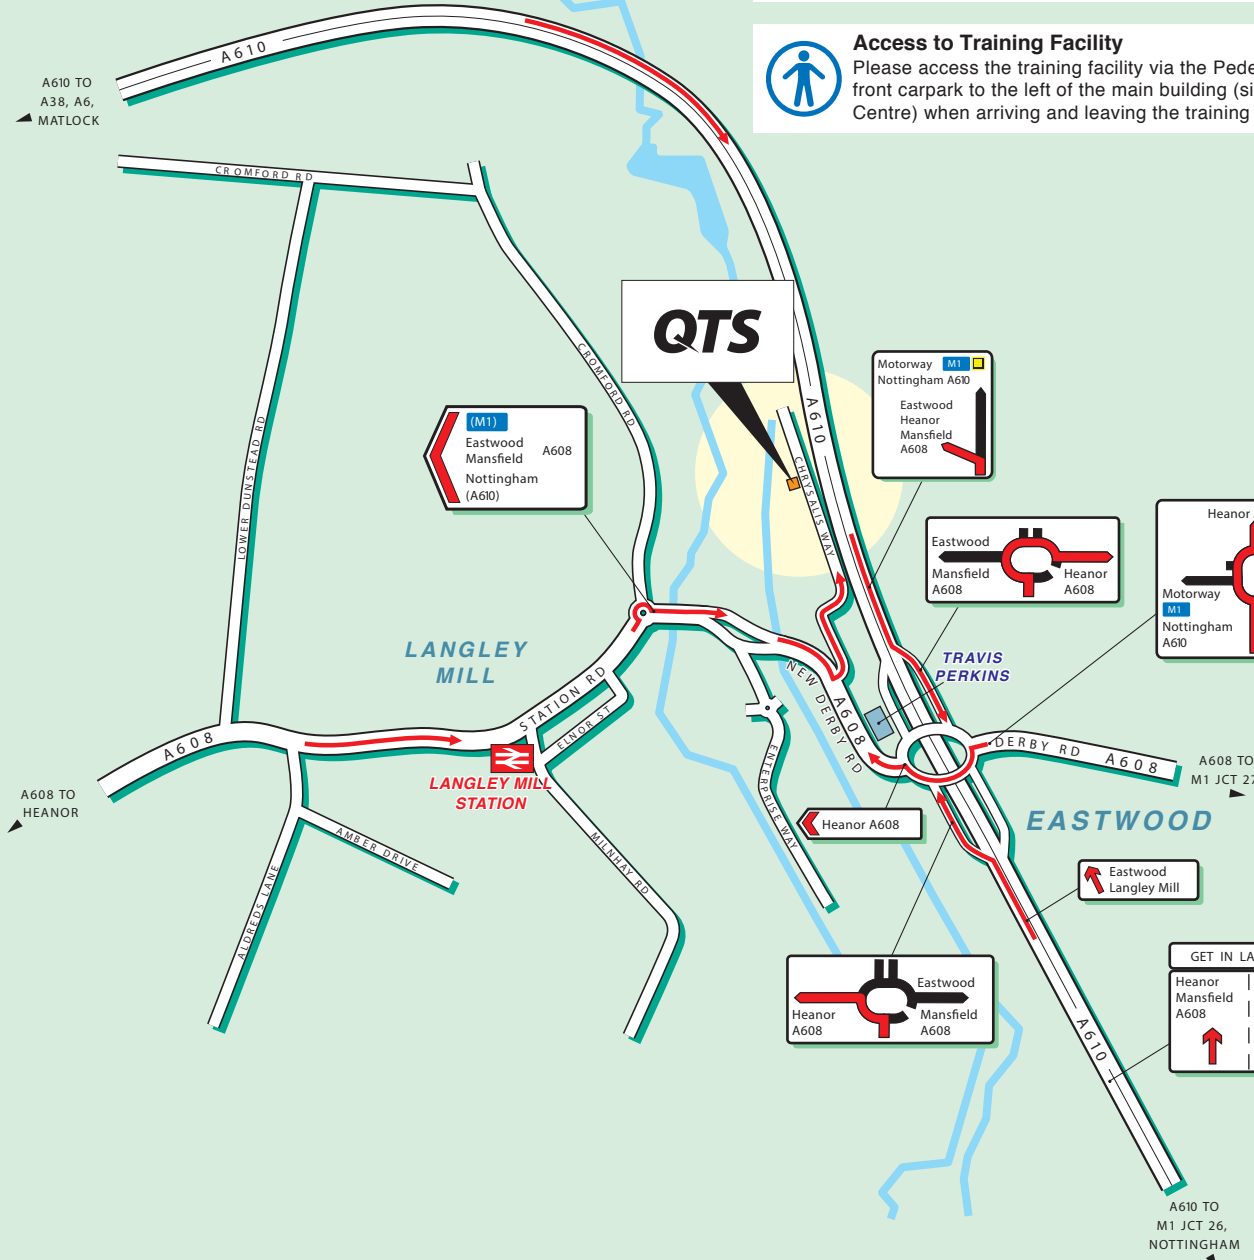 Access to Training Facility
Please access the training facility via the Pede
front carpark to the left of the main building (si
Centre) when arriving and leaving the training
A610
A610 TO
A38, A6,
MATLOCK
CROMFORD RD
QTS
CROMFORD RD
A610
Motorway M1
Nottingham A610
Eastwood
Heanor
Mansfield
A608
(M1)
Eastwood
Mansfield
A608
Nottingham
(A610)
LOWER DUNSTEAD RD
CHRYSALIS WAY
Eastwood
Mansfield
A608
Heanor
A608
Heanor
Motorway
M1
Nottingham
A610
LANGLEY
MILL
TRAVIS
PERKINS
NEW DERBY RD
A608
STATION RD
ELNOR ST
A608
LANGLEY MILL
STATION
ENTERPRISE WAY
DERBY RD
A608
A608 TO
M1 JCT 27
A608 TO
HEANOR
Heanor A608
EASTWOOD
AMBER DRIVE
MILNHAY RD
ALDREDS LANE
Eastwood
Langley Mill
Eastwood
Heanor
A608
Mansfield
A608
GET IN LA
Heanor
Mansfield
A608
A610
A610 TO
M1 JCT 26,
NOTTINGHAM